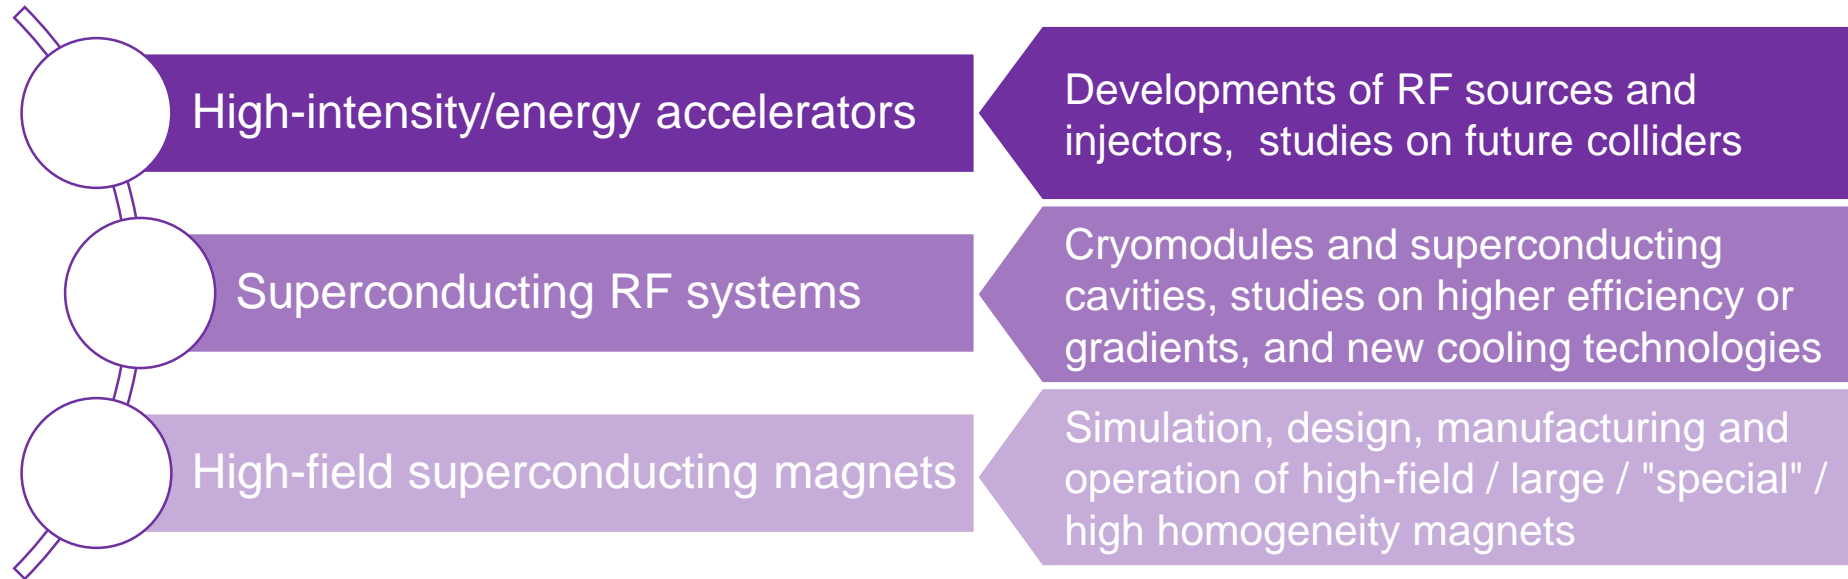 High-intensity/energy accelerators
Developments of RF sources and
injectors,  studies on future colliders
Superconducting RF systems
Cryomodules and superconducting
cavities, studies on higher efficiency or
gradients, and new cooling technologies
High-field superconducting magnets
Simulation, design, manufacturing and
operation of high-field / large / "special" /
high homogeneity magnets